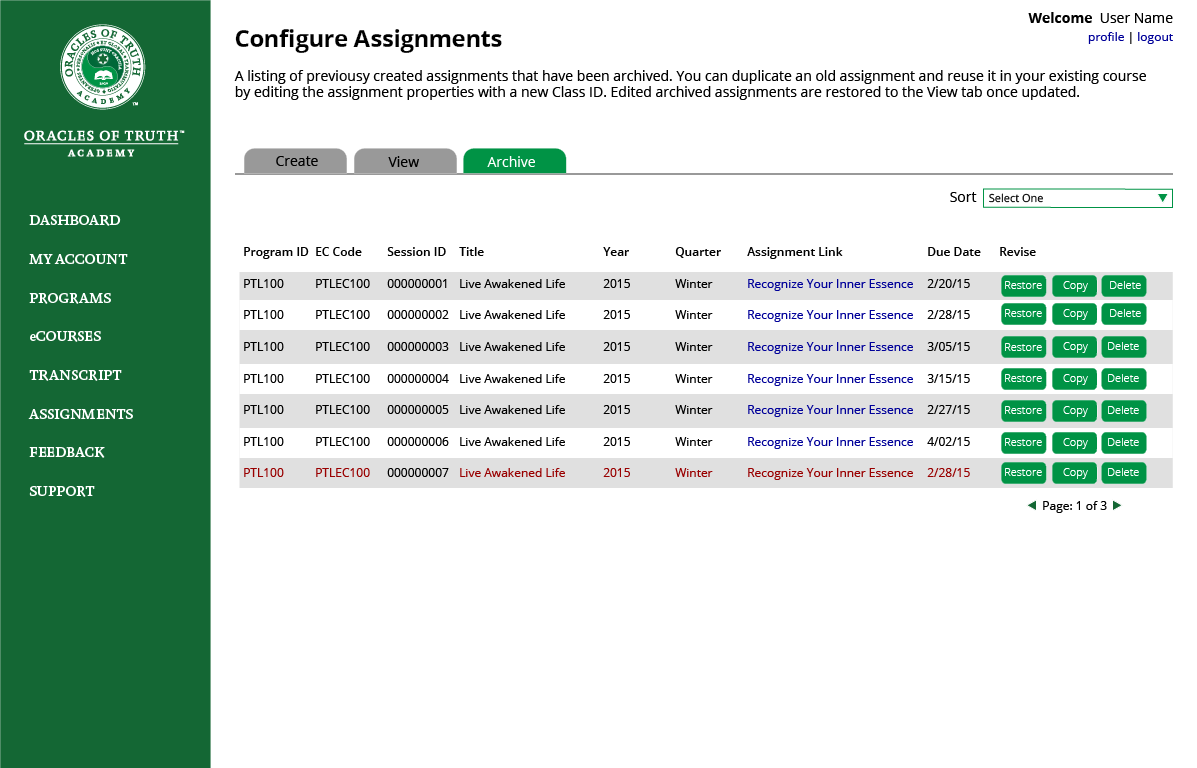 ORACLES OF TRUTH
ACADEMY
ORACLES OF TRUTH™
ACADEMY
DASHBOARD
MY ACCOUNT
PROGRAMS
eCOURSES
TRANSCRIPT
ASSIGNMENTS
FEEDBACK
SUPPORT
Welcome User Name
profile | logout
Configure Assignments
A listing of previousy created assignments that have been archived. You can duplicate an old assignment and reuse it in your existing course
by editing the assignment properties with a new Class ID. Edited archived assignments are restored to the View tab once updated.
Create View Archive
Sort Select One
Program ID EC Code Session ID Title Year Quarter Assignment Link Due Date Revise
PTL100 PTLEC100 000000001 Live Awakened Life 2015 Winter Recognize Your Inner Essence 2/20/15 Restore Copy Delete
PTL100 PTLEC100 000000002 Live Awakened Life 2015 Winter Recognize Your Inner Essence 2/28/15 Restore Copy Delete
PTL100 PTLEC100 000000003 Live Awakened Life 2015 Winter Recognize Your Inner Essence 3/05/15 Restore Copy Delete
PTL100 PTLEC100 000000004 Live Awakened Life 2015 Winter Recognize Your Inner Essence 3/15/15 Restore Copy Delete
PTL100 PTLEC100 000000005 Live Awakened Life 2015 Winter Recognize Your Inner Essence 2/27/15 Restore Copy Delete
PTL100 PTLEC100 000000006 Live Awakened Life 2015 Winter Recognize Your Inner Essence 4/02/15 Restore Copy Delete
PTL100 PTLEC100 000000007 Live Awakened Life 2015 Winter Recognize Your Inner Essence 2/28/15 Restore Copy Delete
Page: 1 of 3